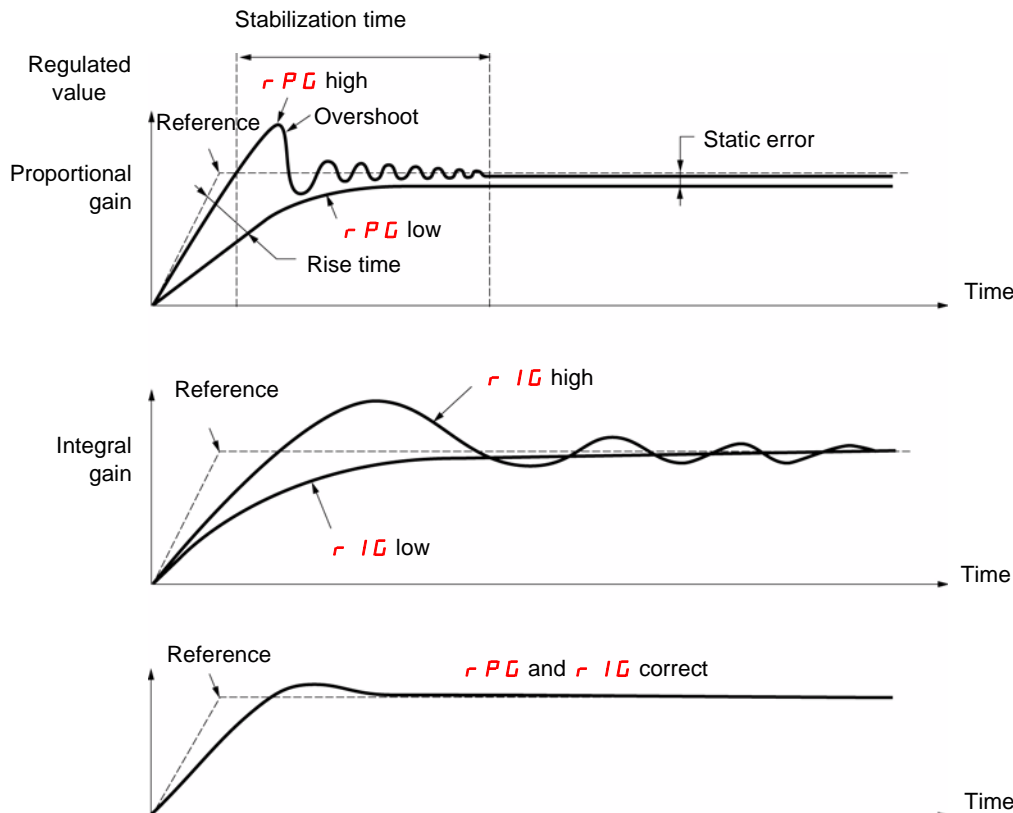 Stabilization time
Regulated
value
rPG high
Reference
Overshoot
Static error
Proportional
gain
rPG low
Rise time
Time
Reference
rIG high
Integral
gain
rIG low
Time
Reference
rPG and rIG correct
Time